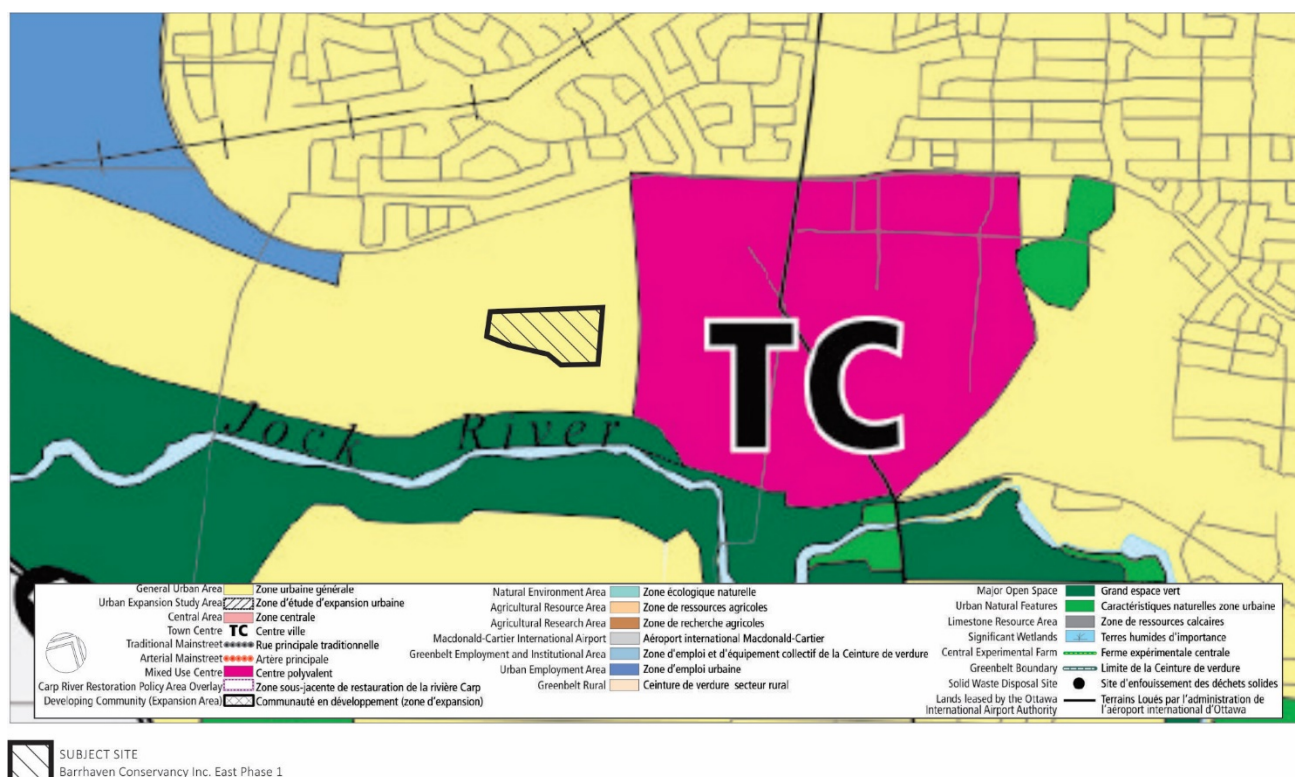 TC
Jock River
General Urban Area Zone urbaine générale
Urban Expansion Study Area Zone d'étude d'expansion urbaine
Central Area Zone centrale
Town Centre TC Centre ville
Traditional Mainstreet Rue principale traditionnelle
Arterial Mainstreet Artère principale
Mixed Use Centre Centre polyvalent
Carp River Restoration Policy Area Overlay Zone sous-jacente de restauration de la rivière Carp
Developing Community (Expansion Area) Communauté en développement (zone d'expansion)
Natural Environment Area Zone écologique naturelle
Agricultural Resource Area Zone de ressources agricoles
Agricultural Research Area Zone de recherche agricoles
Macdonald-Cartier International Airport Aéroport international Macdonald-Cartier
Greenbelt Employment and Institutional Area Zone d'emploi et d'équipement collectif de la Ceinture de verdure
Urban Employment Area Zone d'emploi urbaine
Greenbelt Rural Ceinture de verdure secteur rural
Major Open Space Grand espace vert
Urban Natural Features Caractéristiques naturelles zone urbaine
Limestone Resource Area Zone de ressources calcaires
Significant Wetlands Terres humides d'importance
Central Experimental Farm Ferme expérimentale centrale
Greenbelt Boundary Limite de la Ceinture de verdure
Solid Waste Disposal Site Site d'enfouissement des déchets solides
Lands leased by the Ottawa Terrains Loués par l'administration de
International Airport Authority l'aéroport international d'Ottawa
SUBJECT SITE
Barrhaven Conservancy Inc. East Phase 1